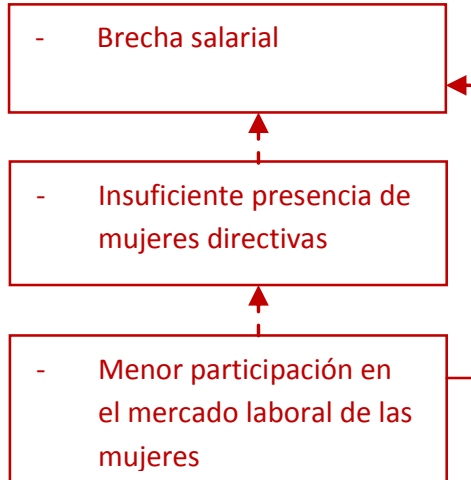 - Brecha salarial
- Insuficiente presencia de
mujeres directivas
- Menor participación en
el mercado laboral de las
mujeres